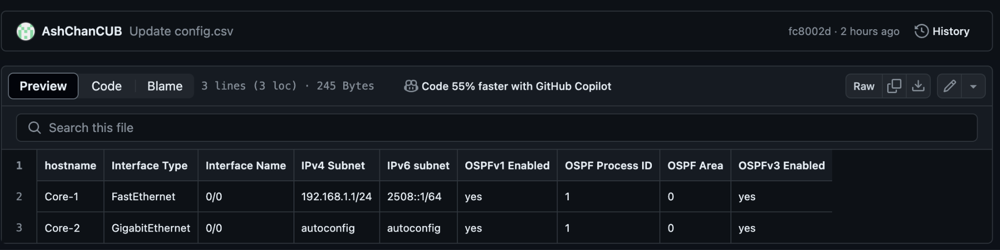 AshChanCUB Update config.csv fc8002d · 2 hours ago History
Preview Code Blame 3 lines (3 loc) · 245 Bytes Code 55% faster with GitHub Copilot Raw
Search this file
1 hostname Interface Type Interface Name IPv4 Subnet IPv6 subnet OSPFv1 Enabled OSPF Process ID OSPF Area OSPFv3 Enabled
2 Core-1 FastEthernet 0/0 192.168.1.1/24 2508::1/64 yes 1 0 yes
3 Core-2 GigabitEthernet 0/0 autoconfig autoconfig yes 1 0 yes